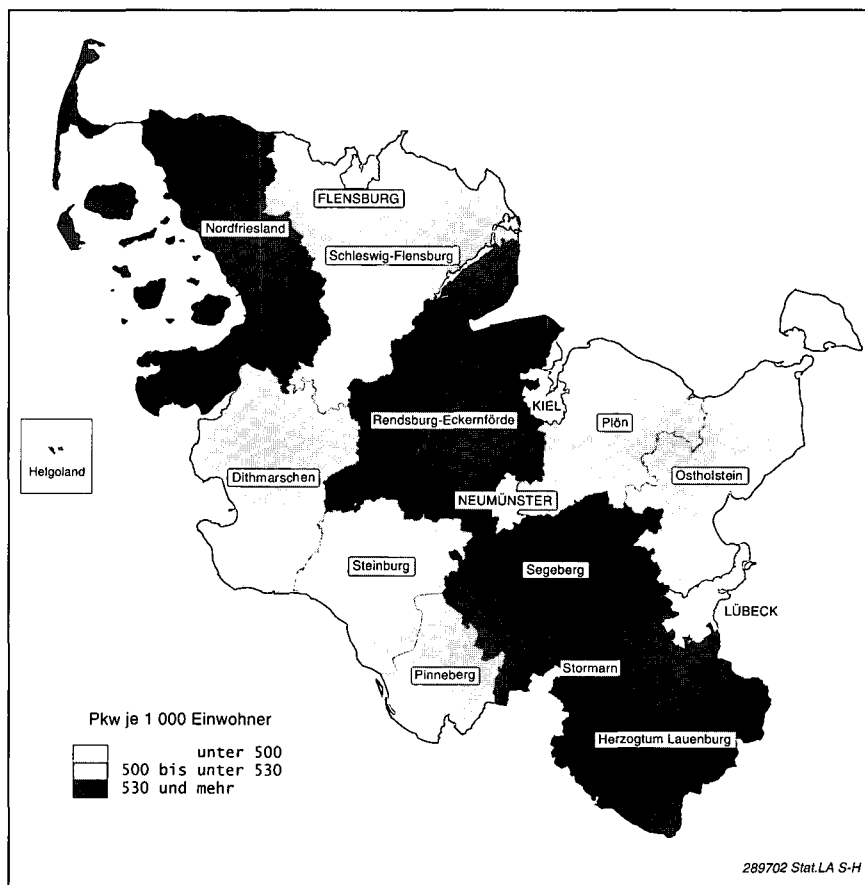 FLENSBURG
Nordfriesland
Schleswig-Flensburg
Rendsburg-Eckernförde
KIEL
Plön
Helgoland
Dithmarschen
Ostholstein
NEUMÜNSTER
Steinburg
Segeberg
LÜBECK
Stormarn
Pinneberg
Herzogtum Lauenburg
Pkw je 1 000 Einwohner
unter 500
500 bis unter 530
530 und mehr
289702 Stat.LA S-H